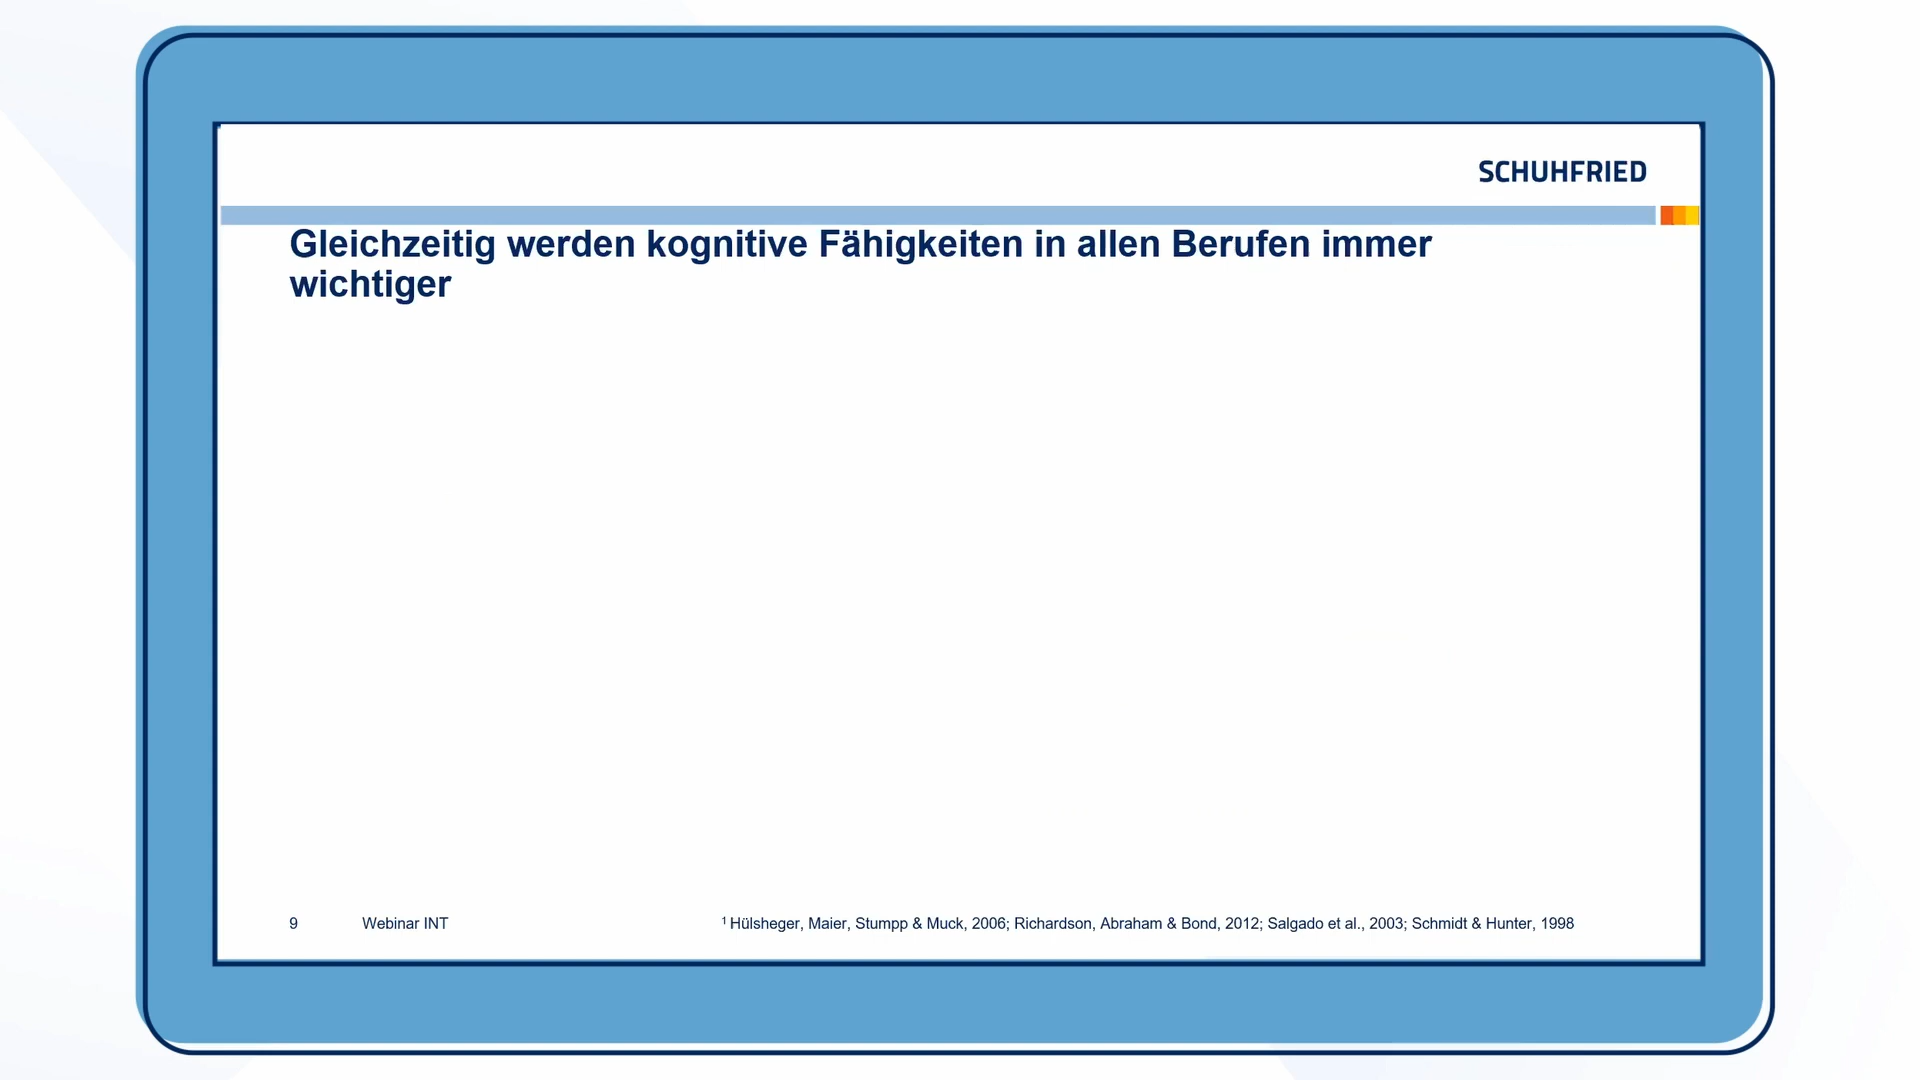 SCHUHFRIED
Gleichzeitig werden kognitive Fähigkeiten in allen Berufen immer
wichtiger
9 Webinar INT ¹ Hülsheger, Maier, Stumpp & Muck, 2006; Richardson, Abraham & Bond, 2012; Salgado et al., 2003; Schmidt & Hunter, 1998